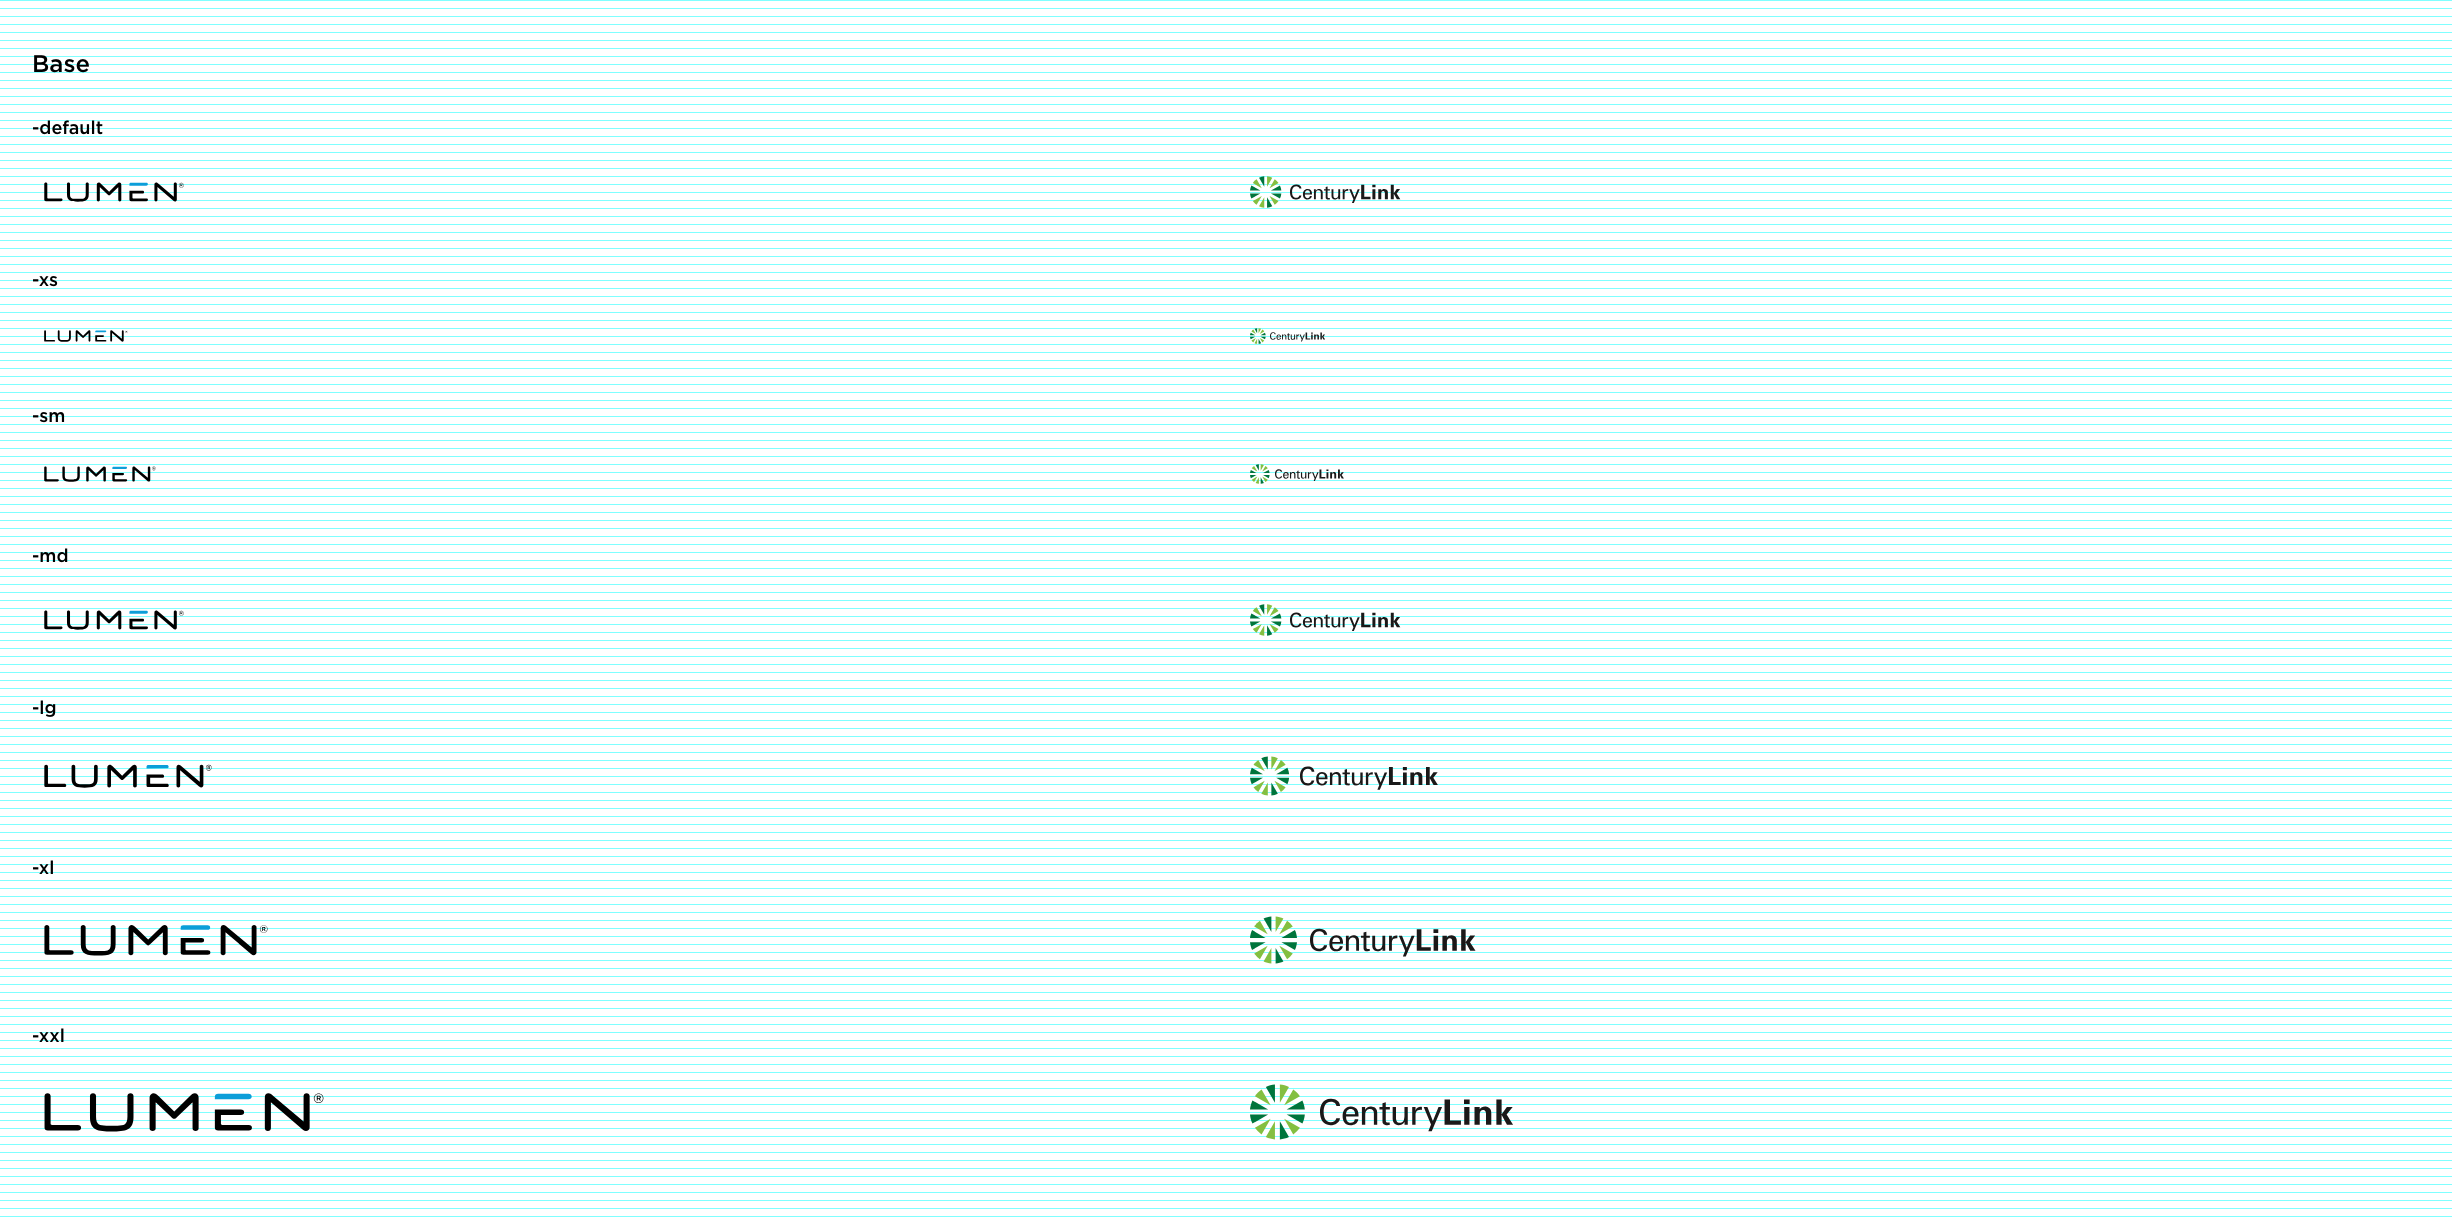 Base
-default
LUMEN® CenturyLink
-xs
LUMEN CenturyLink
-sm
LUMEN® CenturyLink
-md
LUMEN® CenturyLink
-lg
LUMEN® CenturyLink
-xl
LUMEN® CenturyLink
-xxl
LUMEN® CenturyLink